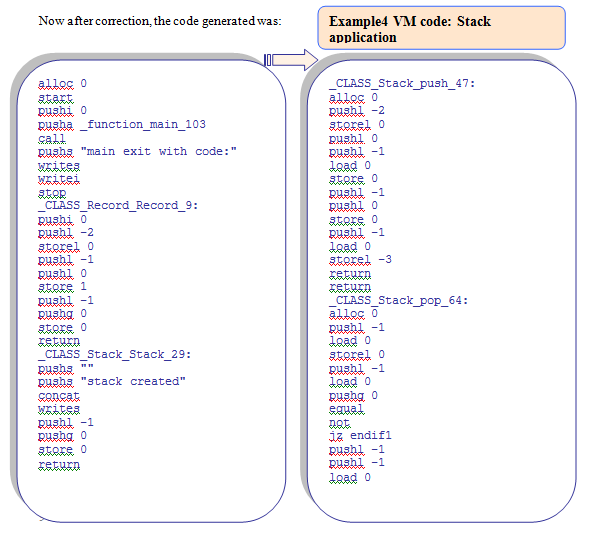 Now after correction, the code generated was:
Example4 VM code: Stack
application
alloc 0
start
pushi 0
pusha _function_main_103
call
pushs "main exit with code:"
writes
writei
stop
_CLASS_Record_Record_9:
pushi 0
pushl -2
storel 0
pushl -1
pushl 0
store 1
pushl -1
pushg 0
store 0
return
_CLASS_Stack_Stack_29:
pushs ""
pushs "stack created"
concat
writes
pushl -1
pushg 0
store 0
return
_CLASS_Stack_push_47:
alloc 0
pushl -2
storel 0
pushl 0
pushl -1
load 0
store 0
pushl -1
pushl 0
store 0
pushl -1
load 0
storel -3
return
return
_CLASS_Stack_pop_64:
alloc 0
pushl -1
load 0
storel 0
pushl -1
load 0
pushg 0
equal
not
jz endif1
pushl -1
pushl -1
load 0